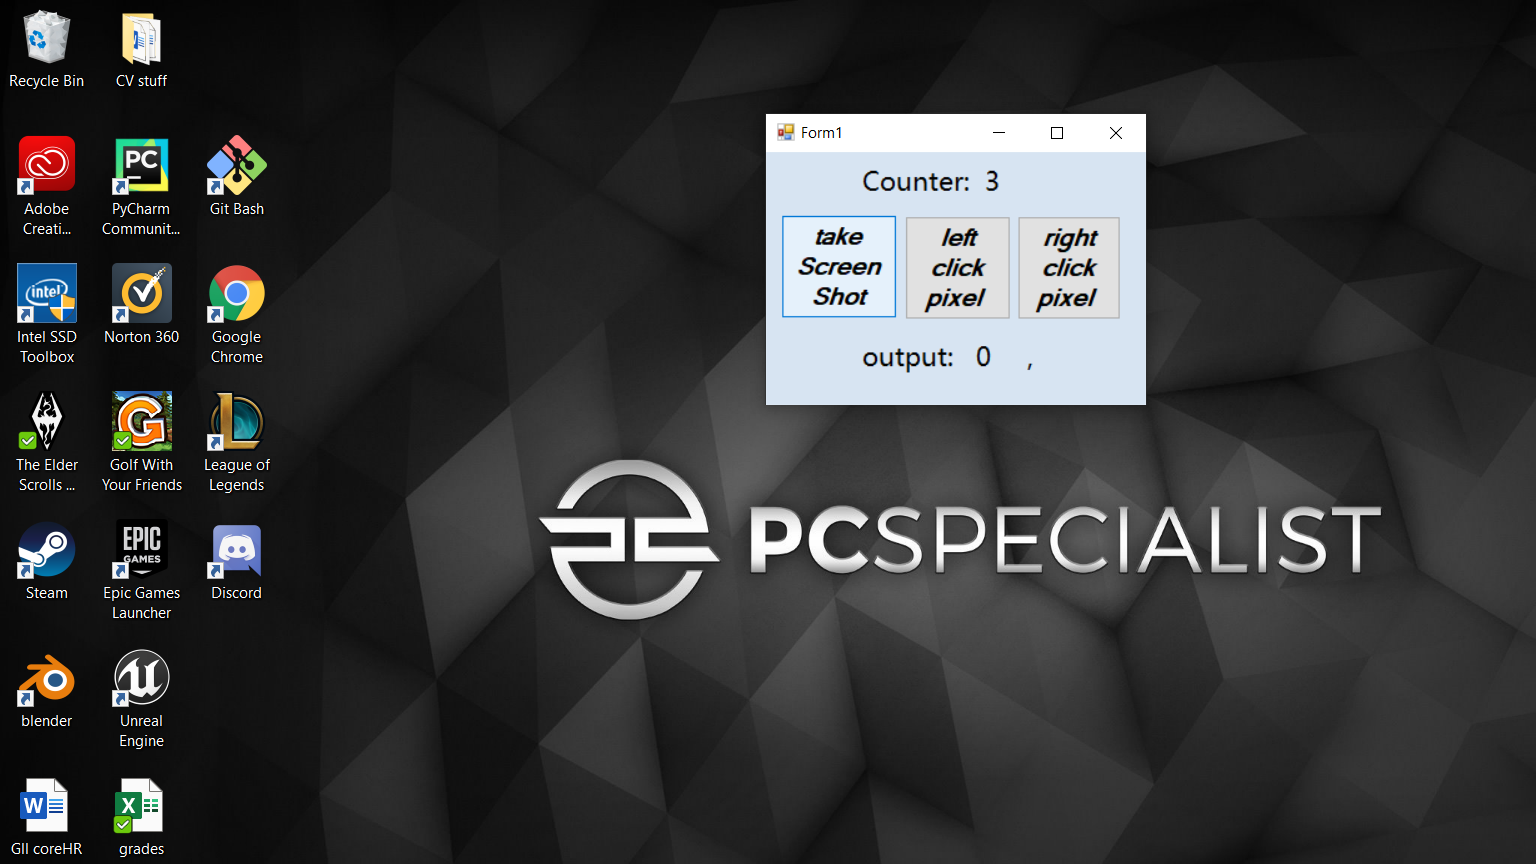 Recycle Bin
CV stuff
Adobe
Creati...
PC
PyCharm
Communit...
Git Bash
intel
Intel SSD
Toolbox
Norton 360
Google
Chrome
The Elder
Scrolls ...
G
Golf With
Your Friends
L
League of
Legends
Steam
EPIC
GAMES
Epic Games
Launcher
Discord
blender
Unreal
Engine
W
GII coreHR
X
grades
Form1
Counter: 3
take
Screen
Shot
left
click
pixel
right
click
pixel
output: 0 ,
PCSPECIALIST